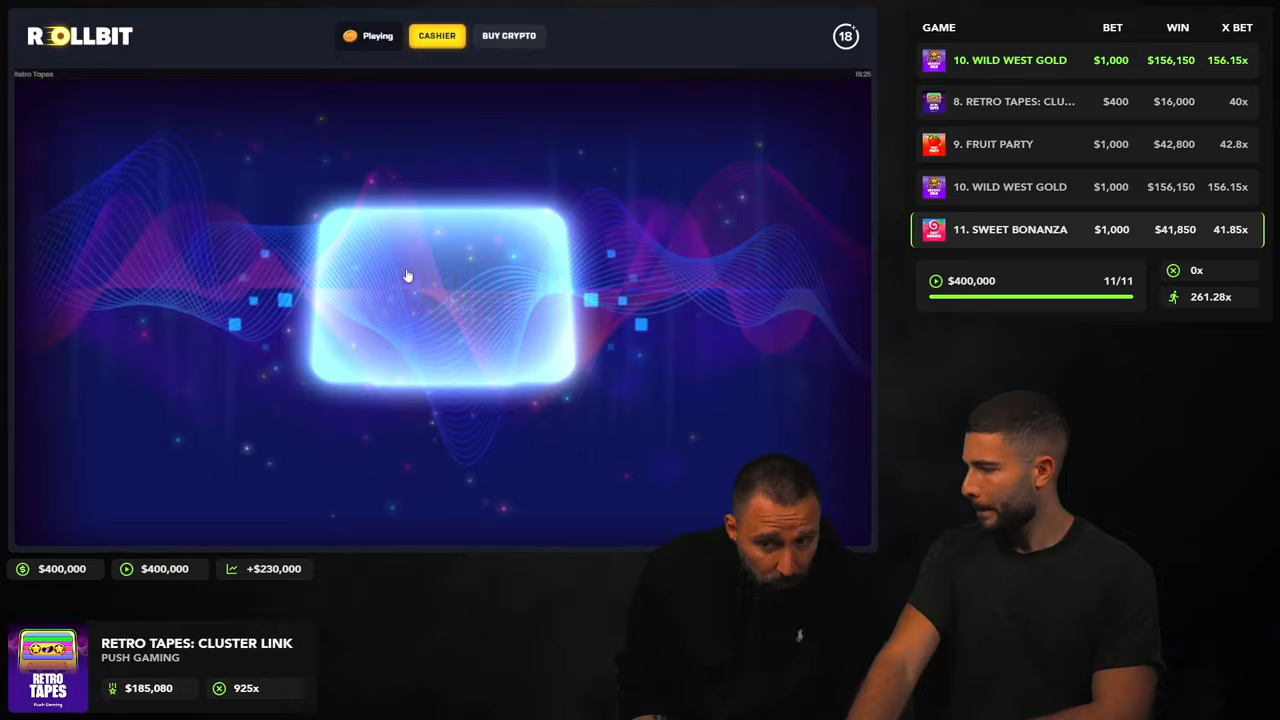 ROLLBIT
Playing
CASHIER
BUY CRYPTO
18
Retro Tapes
16:25
GAME BET WIN X BET
10. WILD WEST GOLD $1,000 $156,150 156.15x
8. RETRO TAPES: CLU... $400 $16,000 40x
9. FRUIT PARTY $1,000 $42,800 42.8x
10. WILD WEST GOLD $1,000 $156,150 156.15x
11. SWEET BONANZA $1,000 $41,850 41.85x
$400,000 11/11
0x
261.28x
$400,000 $400,000 +$230,000
RETRO TAPES: CLUSTER LINK
PUSH GAMING
$185,080 925x
RETRO
TAPES
Push Gaming